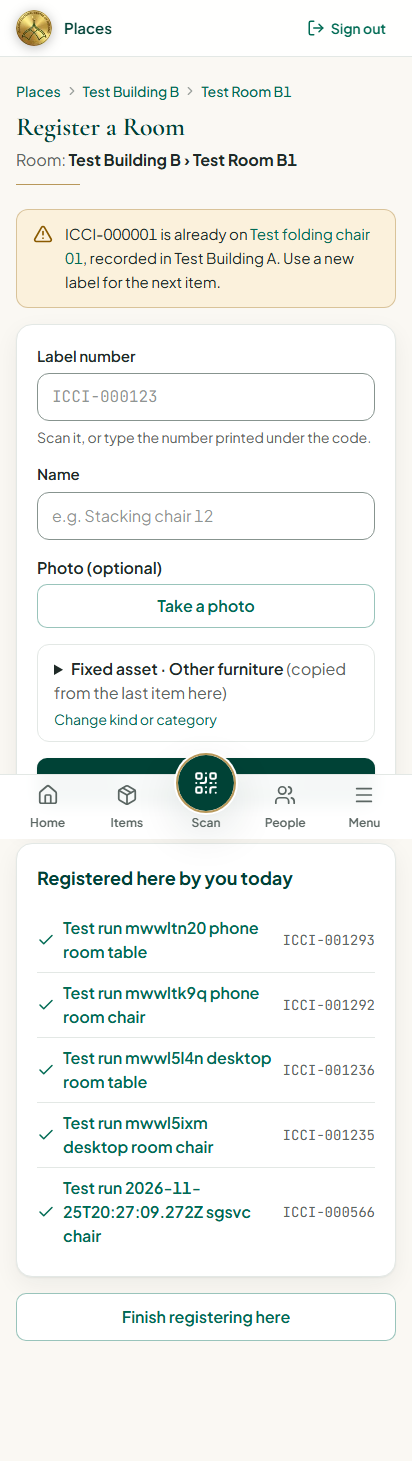 Places
Sign out
Places › Test Building B › Test Room B1
Register a Room
Room: Test Building B › Test Room B1
ICCI-000001 is already on Test folding chair
01, recorded in Test Building A. Use a new
label for the next item.
Label number
ICCI-000123
Scan it, or type the number printed under the code.
Name
e.g. Stacking chair 12
Photo (optional)
Take a photo
Fixed asset · Other furniture (copied
from the last item here)
Change kind or category
Home
Items
Scan
People
Menu
Registered here by you today
Test run mwwltn20 phone
room table
ICCI-001293
Test run mwwltk9q phone
room chair
ICCI-001292
Test run mwwl5l4n desktop
room table
ICCI-001236
Test run mwwl5ixm
desktop room chair
ICCI-001235
Test run 2026-11-
25T20:27:09.272Z sgsvc
chair
ICCI-000566
Finish registering here